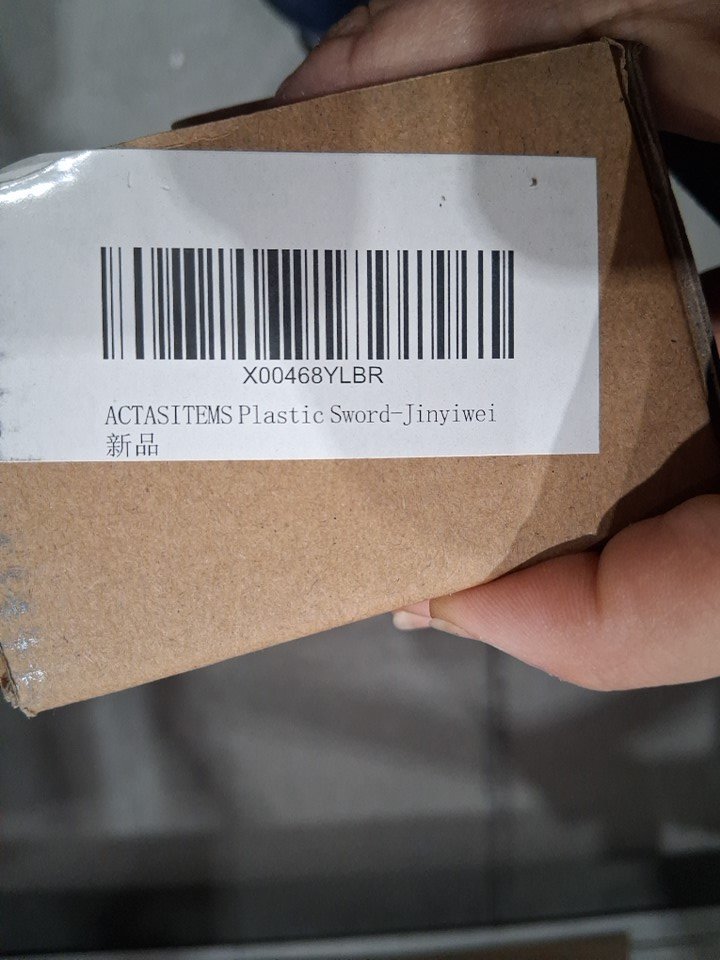 X00468YLBR
ACTASITEMS Plastic Sword-Jinyiwei
新品